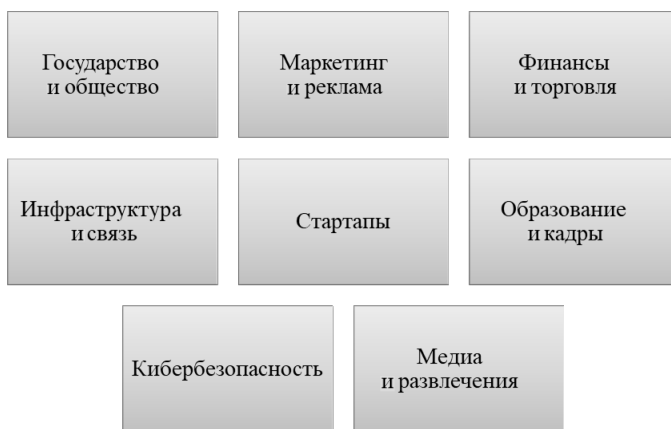 Государство
и общество
Маркетинг
и реклама
Финансы
и торговля
Инфраструктура
и связь
Стартапы
Образование
и кадры
Кибербезопасность
Медиа
и развлечения